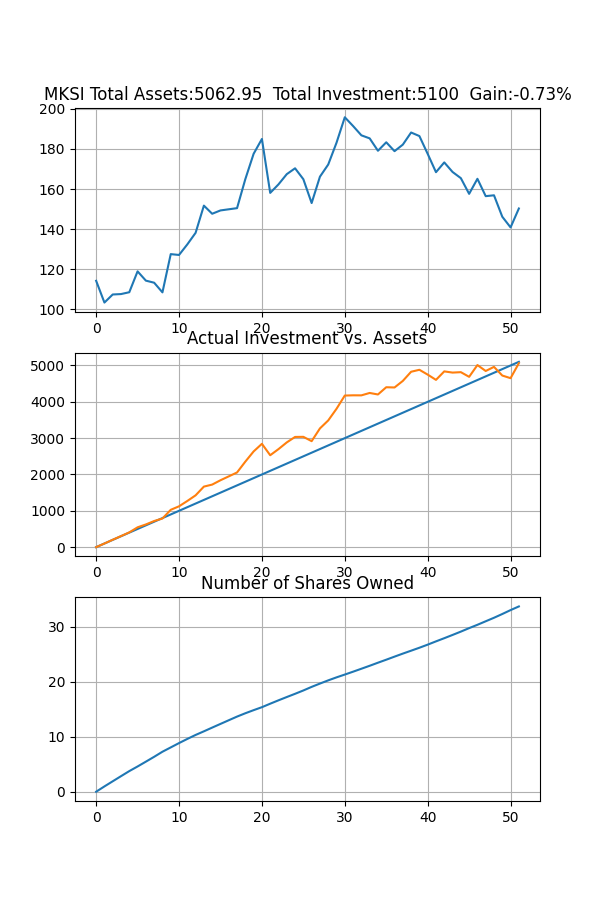 MKSI Total Assets:5062.95  Total Investment:5100  Gain:-0.73%
200
180
160
140
120
100
0 10 20 30 40 50
Actual Investment vs. Assets
5000
4000
3000
2000
1000
0
0 10 20 30 40 50
Number of Shares Owned
30
20
10
0
0 10 20 30 40 50